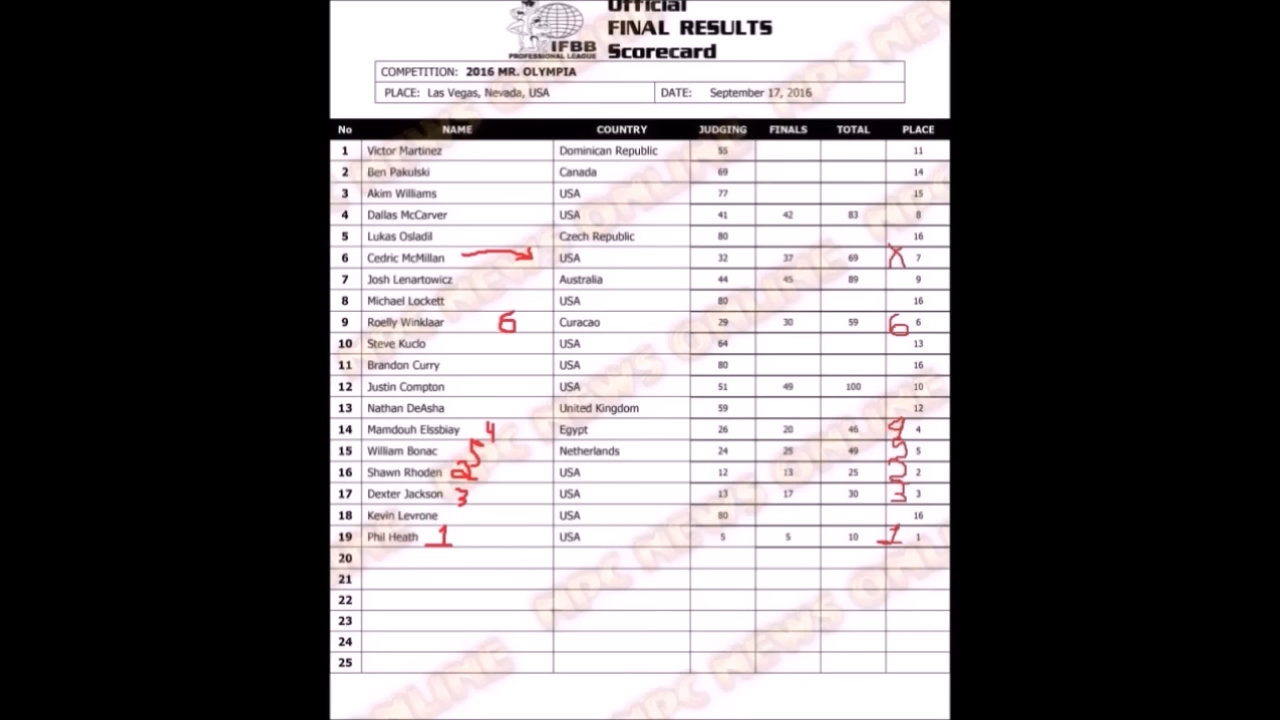 Official
FINAL RESULTS
IFBB Scorecard
PROFESSIONAL LEAGUE
COMPETITION: 2016 MR. OLYMPIA
PLACE: Las Vegas, Nevada, USA DATE: September 17, 2016
No NAME COUNTRY JUDGING FINALS TOTAL PLACE
1 Victor Martinez Dominican Republic 55 11
2 Ben Pakulski Canada 69 14
3 Akim Williams USA 77 15
4 Dallas McCarver USA 41 42 83 8
5 Lukas Osladil Czech Republic 80 16
6 Cedric McMillan USA 32 37 69 X 7
7 Josh Lenartowicz Australia 44 45 89 9
8 Michael Lockett USA 80 16
9 Roelly Winklaar 6 Curacao 29 30 59 6 6
10 Steve Kuclo USA 64 13
11 Brandon Curry USA 80 16
12 Justin Compton USA 51 49 100 10
13 Nathan DeAsha United Kingdom 59 12
14 Mamdouh Elssbiay 4 Egypt 26 20 46 4 4
15 William Bonac 5 Netherlands 24 25 49 5 5
16 Shawn Rhoden 2 USA 12 13 25 2 2
17 Dexter Jackson 3 USA 13 17 30 3 3
18 Kevin Levrone USA 80 16
19 Phil Heath 1 USA 5 5 10 1 1
20
21
22
23
24
25
NPC NEWS ONLINE